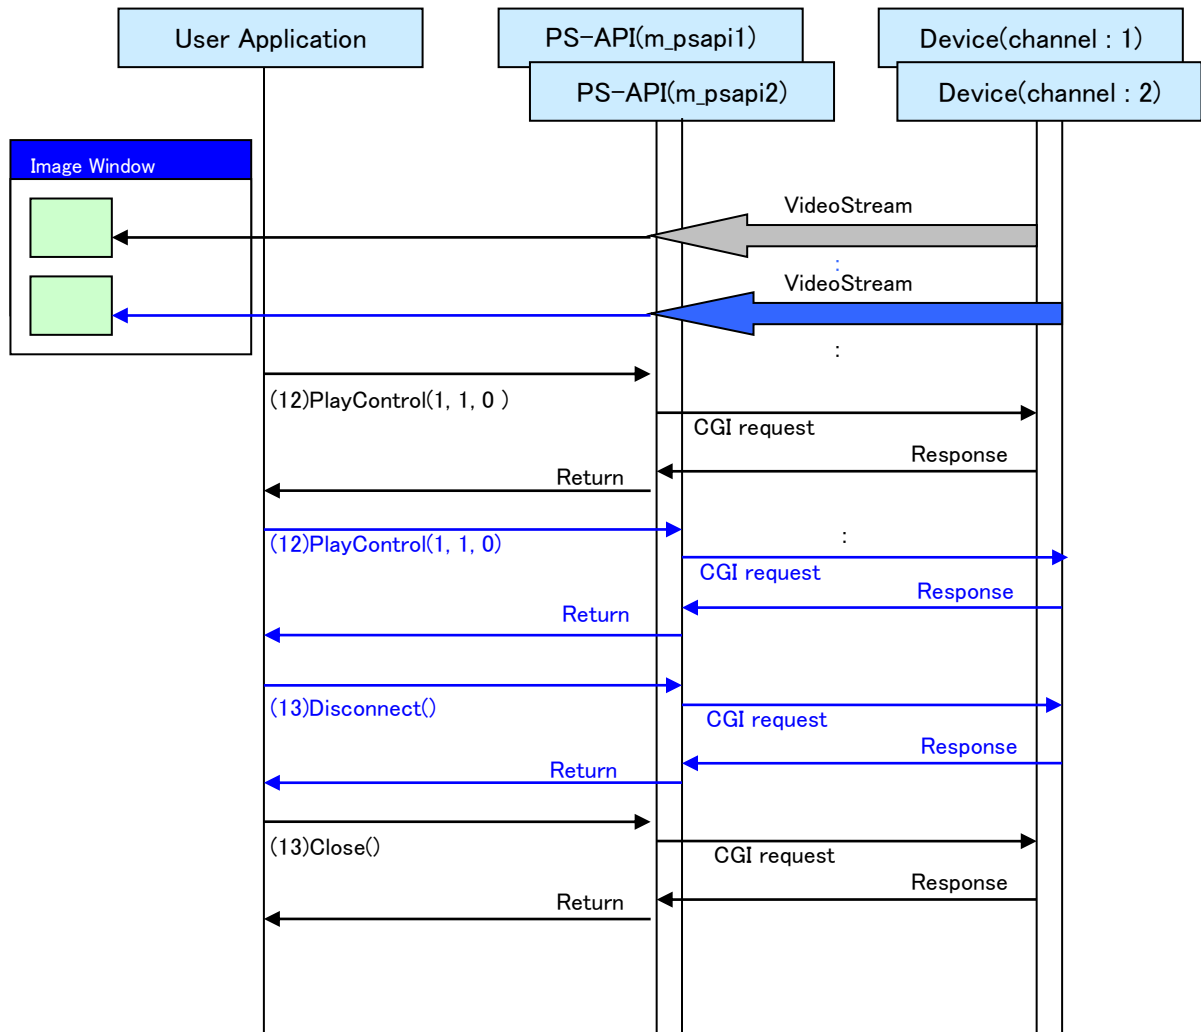 User Application
PS-API(m_psapi1)
Device(channel : 1)
PS-API(m_psapi2)
Device(channel : 2)
Image Window
VideoStream
:
VideoStream
:
(12)PlayControl(1, 1, 0 )
CGI request
Response
Return
(12)PlayControl(1, 1, 0)
:
CGI request
Response
Return
(13)Disconnect()
CGI request
Response
Return
(13)Close()
CGI request
Response
Return